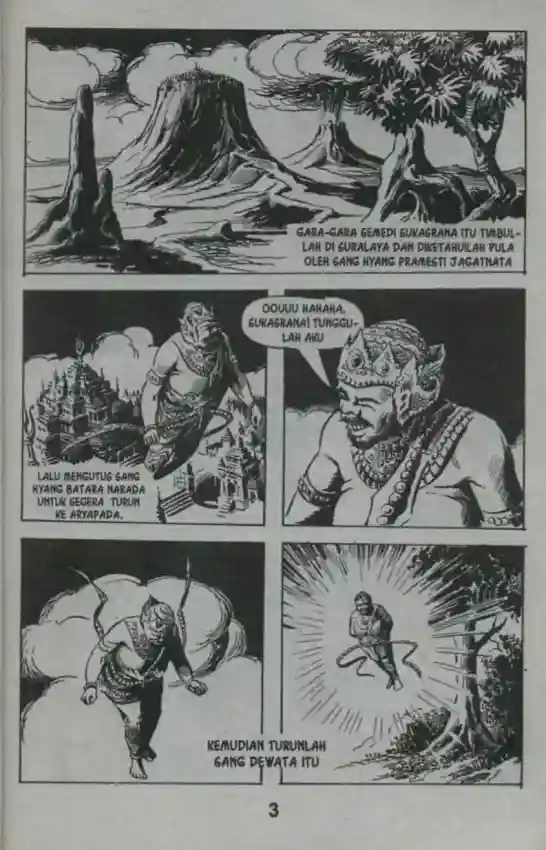 GARA-GARA SEMEDI SUKASRANA ITU TIMBUL-
LAH DI SURALAYA DAN DIKETAHUILAH PULA
OLEH SANG HYANG PRAMESTI JAGATNATA
OOUUU HAHAHA,
SUKASRANA! TUNGGU-
LAH AKU
LALU MENGUTUS SANG
HYANG BATARA NARADA
UNTUK SEGERA TURUN
KE ARYAPADA.
KEMUDIAN TURUNLAH
SANG DEWATA ITU
3